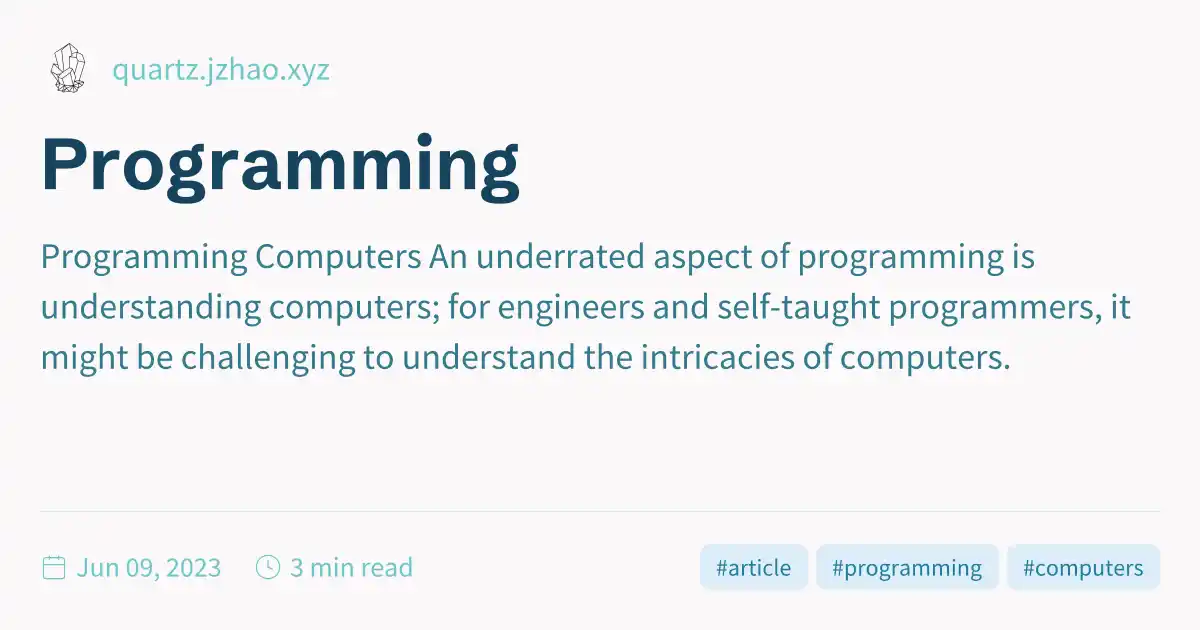 quartz.jzhao.xyz
Programming
Programming Computers An underrated aspect of programming is
understanding computers; for engineers and self-taught programmers, it
might be challenging to understand the intricacies of computers.
Jun 09, 2023 3 min read #article #programming #computers